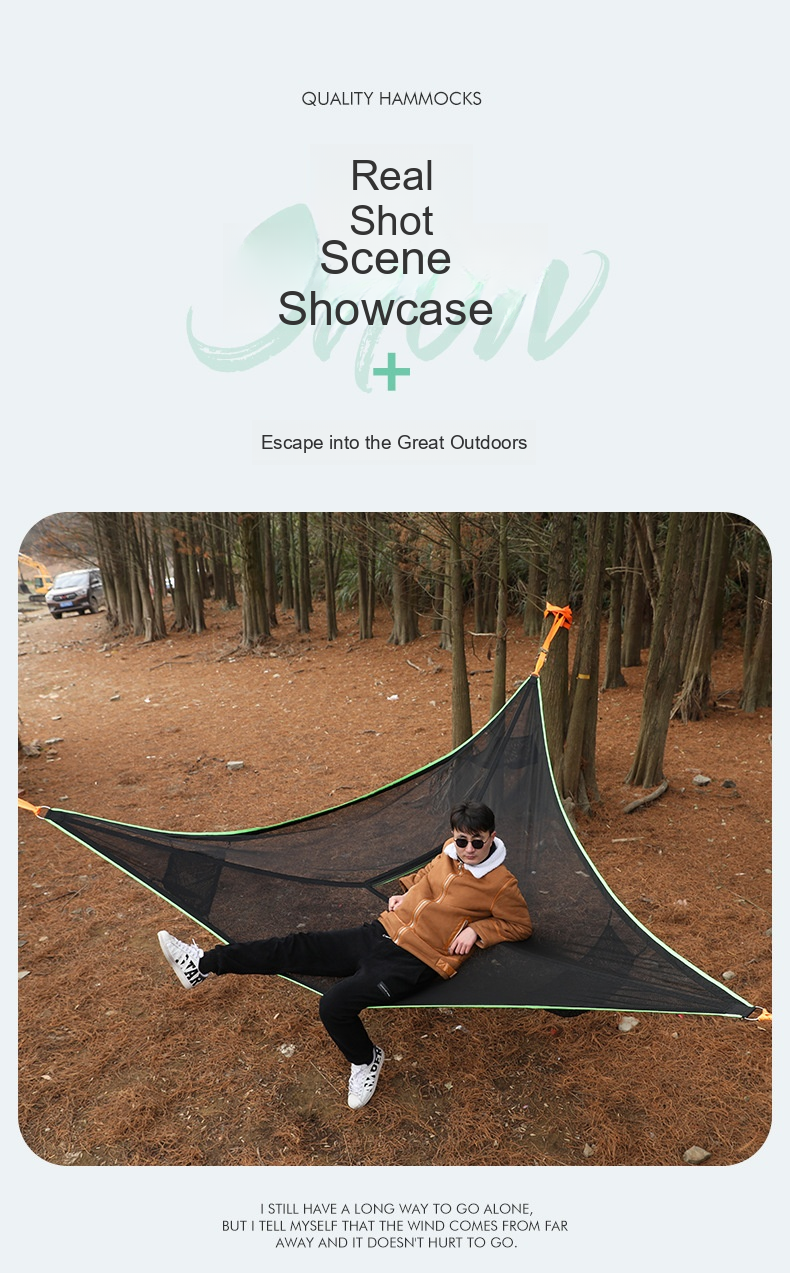 QUALITY HAMMOCKS
Real
Shot
Scene
Showcase
Show
+
Escape into the Great Outdoors
I STILL HAVE A LONG WAY TO GO ALONE,
BUT I TELL MYSELF THAT THE WIND COMES FROM FAR
AWAY AND IT DOESN'T HURT TO GO.